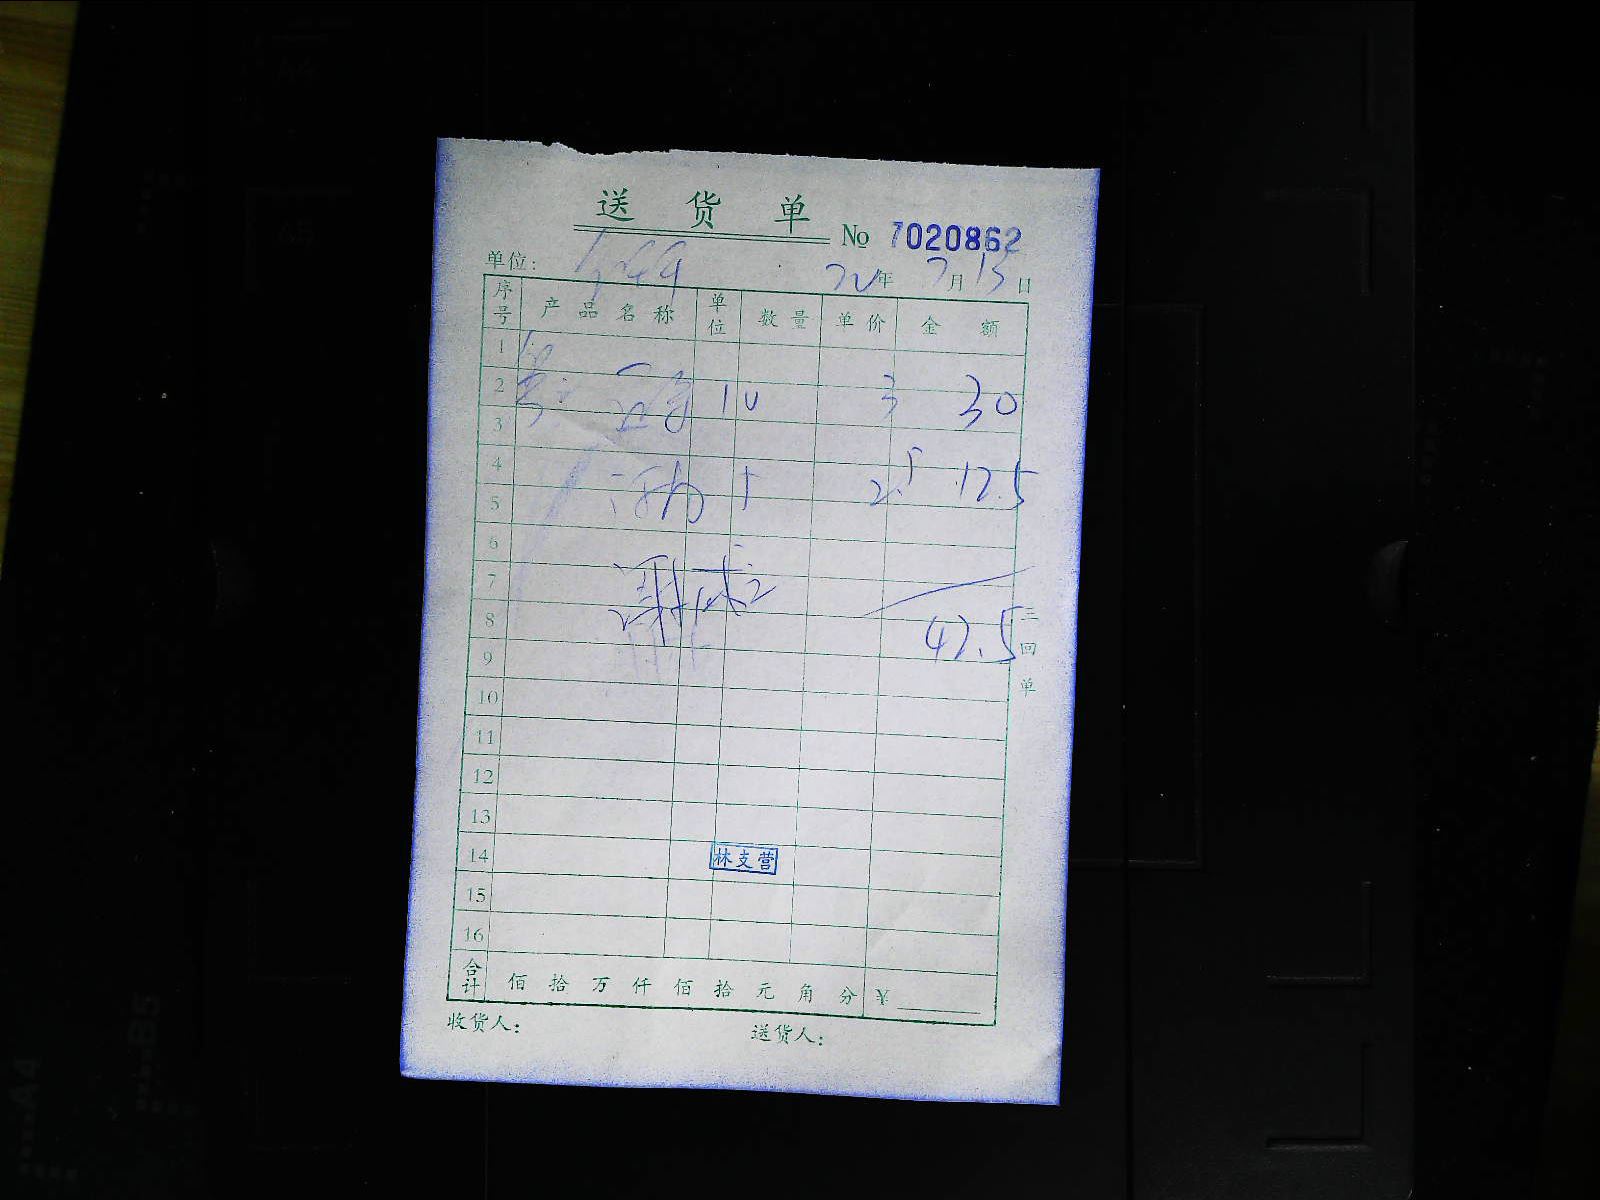 送货单
No 7020862
单位:
22年 7月 13日
序号 产品名称 单位 数量 单价 金额
1
2 10 3 30
3
4
5 5 2.5 12.5
6
7
8 42.5
9
10
11
12
13
14 林支营
15
16
合计 佰 拾 万 仟 佰 拾 元 角 分 ¥
收货人: 送货人:
三回单